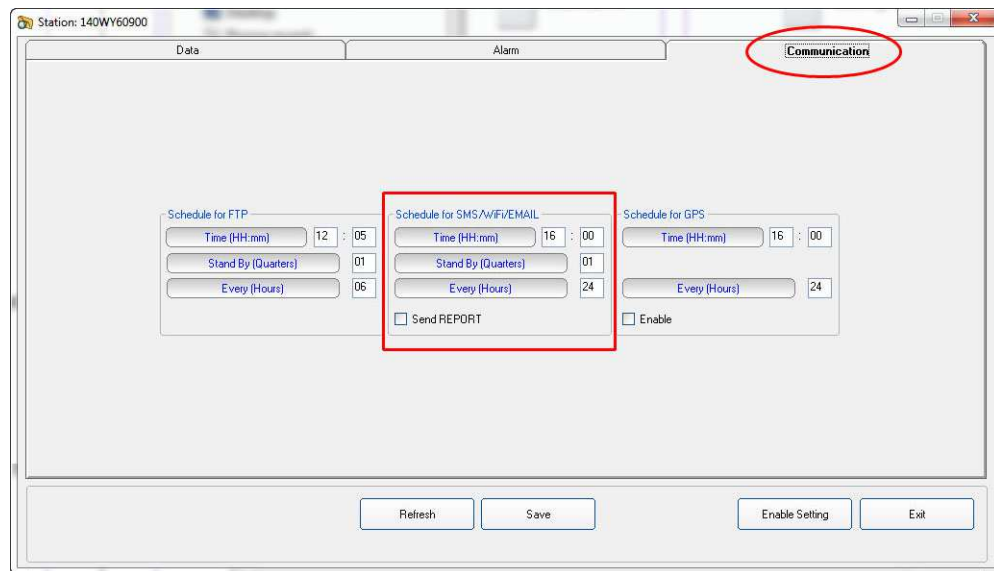 Station: 140WY60900
Data
Alarm
Communication
Schedule for FTP
Time (HH:mm) 12 : 05
Stand By (Quarters) 01
Every (Hours) 06
Schedule for SMS/WiFi/EMAIL
Time (HH:mm) 16 : 00
Stand By (Quarters) 01
Every (Hours) 24
Send REPORT
Schedule for GPS
Time (HH:mm) 16 : 00
Every (Hours) 24
Enable
Refresh
Save
Enable Setting
Exit